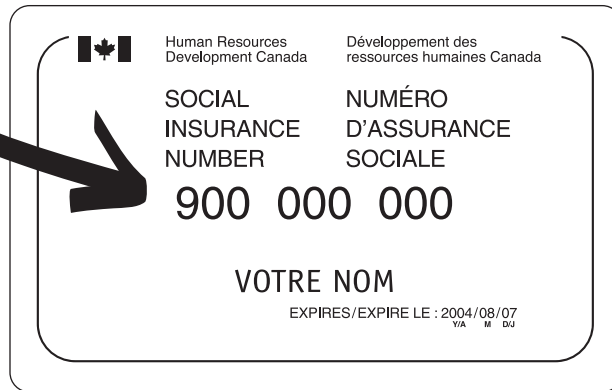 Human Resources
Development Canada
Développement des
ressources humaines Canada
SOCIAL
INSURANCE
NUMBER
NUMÉRO
D'ASSURANCE
SOCIALE
900 000 000
VOTRE NOM
EXPIRES/EXPIRE LE : 2004/08/07
Y/A M D/J